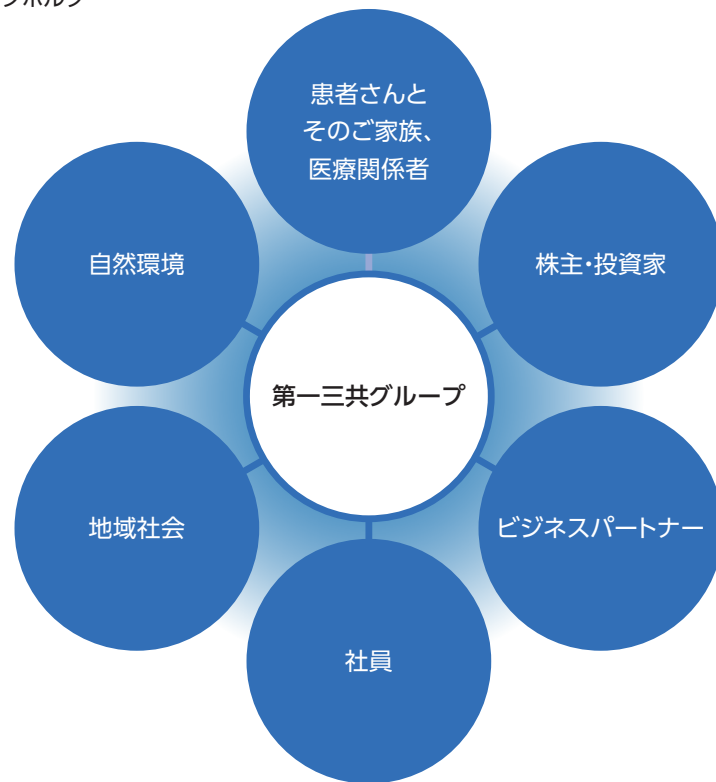 患者さんと
そのご家族、
医療関係者
自然環境
株主・投資家
第一三共グループ
地域社会
ビジネスパートナー
社員